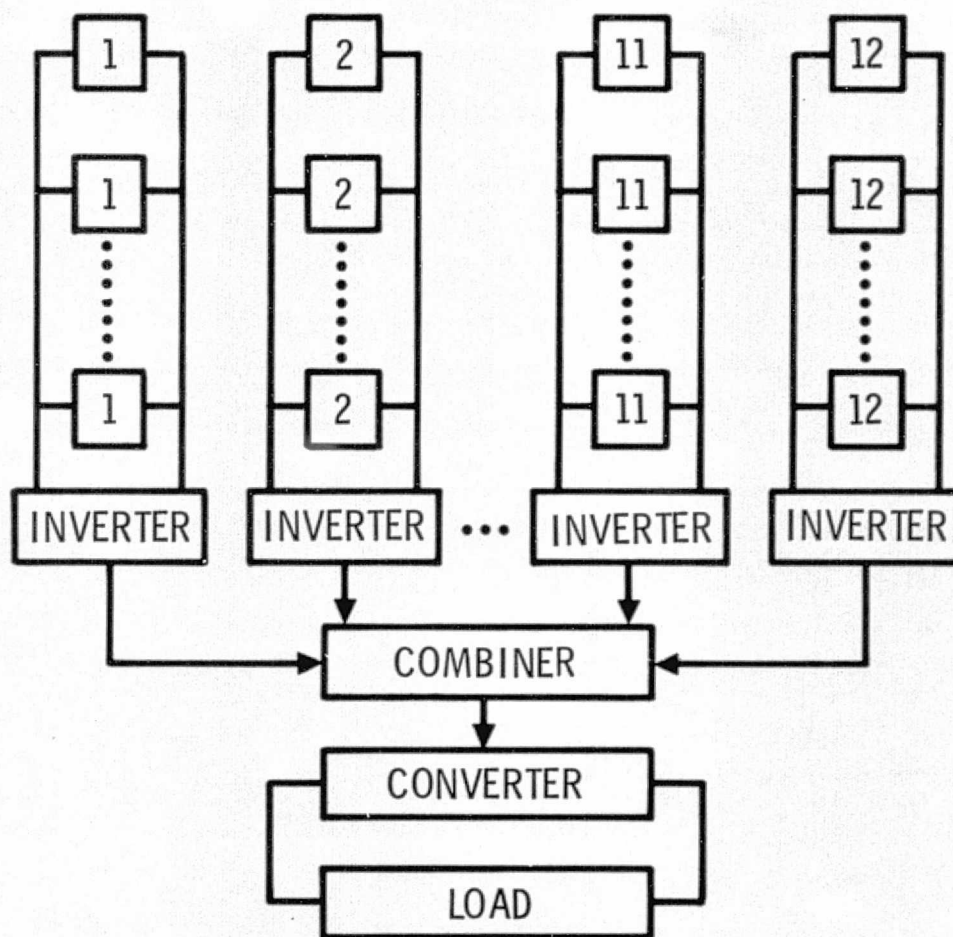 1 2 11 12
1 2 11 12
1 2 11 12
INVERTER INVERTER INVERTER INVERTER
COMBINER
CONVERTER
LOAD